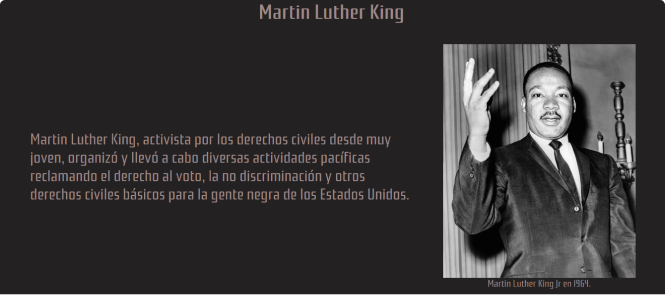 Martin Luther King
Martin Luther King, activista por los derechos civiles desde muy
joven, organizó y llevó a cabo diversas actividades pacíficas
reclamando el derecho al voto, la no discriminación y otros
derechos civiles básicos para la gente negra de los Estados Unidos.
Martin Luther King Jr en 1964.